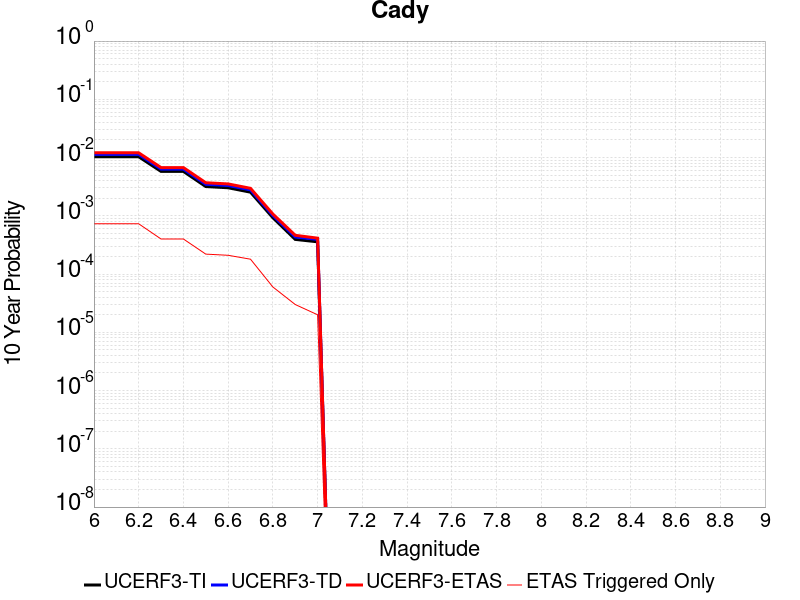 Cady
10 0
10 -1
10 -2
10 -3
10 -4
10 -5
10 -6
10 -7
10 -8
10 Year Probability
6 6.2 6.4 6.6 6.8 7 7.2 7.4 7.6 7.8 8 8.2 8.4 8.6 8.8 9
Magnitude
UCERF3-TI UCERF3-TD UCERF3-ETAS ETAS Triggered Only